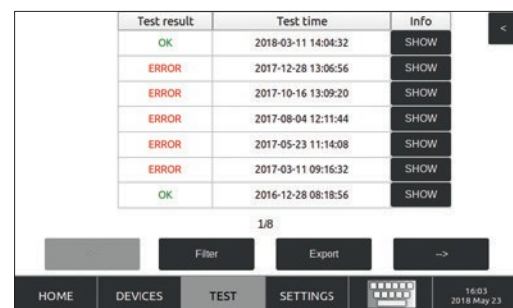 Test result Test time Info
<
OK 2018-03-11 14:04:32 SHOW
ERROR 2017-12-28 13:06:56 SHOW
ERROR 2017-10-16 13:09:20 SHOW
ERROR 2017-08-04 12:11:44 SHOW
ERROR 2017-05-23 11:14:08 SHOW
ERROR 2017-03-11 09:16:32 SHOW
OK 2016-12-28 08:18:56 SHOW
1/8
<-- Filter Export -->
HOME DEVICES TEST SETTINGS 16:03
2018 May 23